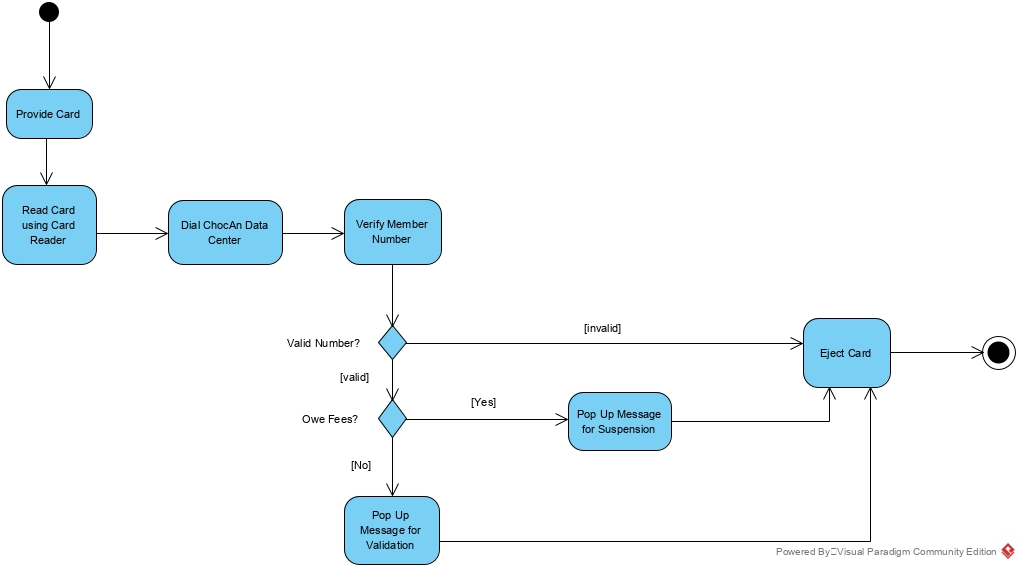 Provide Card
Read Card
using Card
Reader
Dial ChocAn Data
Center
Verify Member
Number
Valid Number?
[invalid]
Eject Card
[valid]
Owe Fees?
[Yes]
Pop Up Message
for Suspension
[No]
Pop Up
Message for
Validation
Powered By Visual Paradigm Community Edition